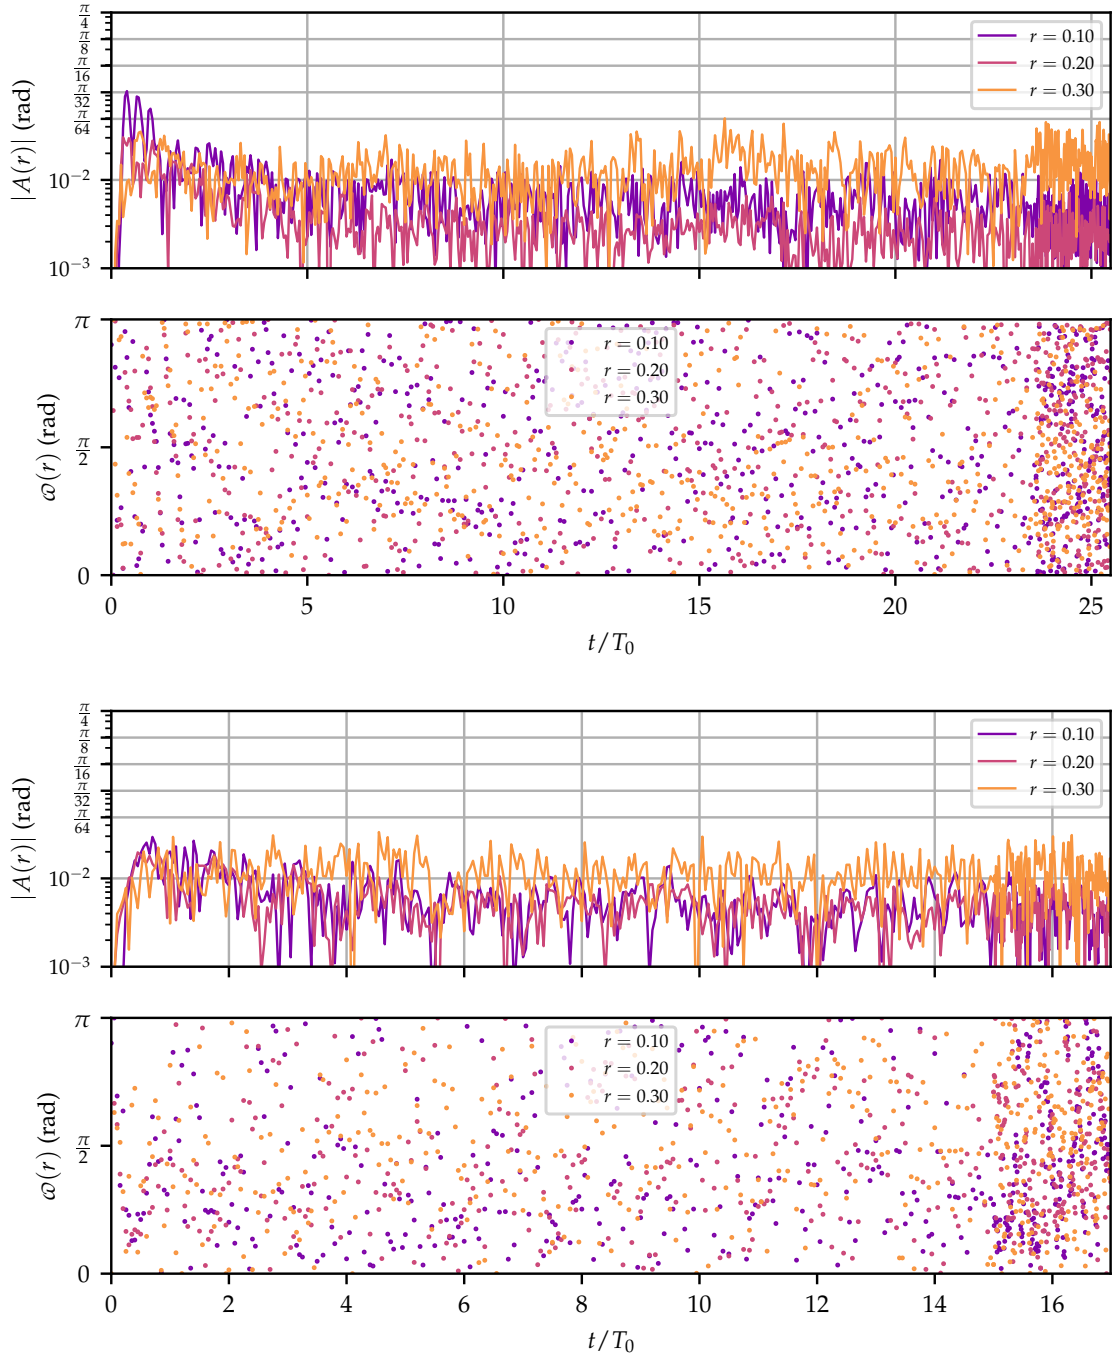 π/4
π/8
π/16
π/32
π/64
10⁻²
10⁻³
|A(r)| (rad)
r = 0.10
r = 0.20
r = 0.30
π
π/2
0
ϖ(r) (rad)
r = 0.10
r = 0.20
r = 0.30
0 5 10 15 20 25
t/T₀
π/4
π/8
π/16
π/32
π/64
10⁻²
10⁻³
|A(r)| (rad)
r = 0.10
r = 0.20
r = 0.30
π
π/2
0
ϖ(r) (rad)
r = 0.10
r = 0.20
r = 0.30
0 2 4 6 8 10 12 14 16
t/T₀